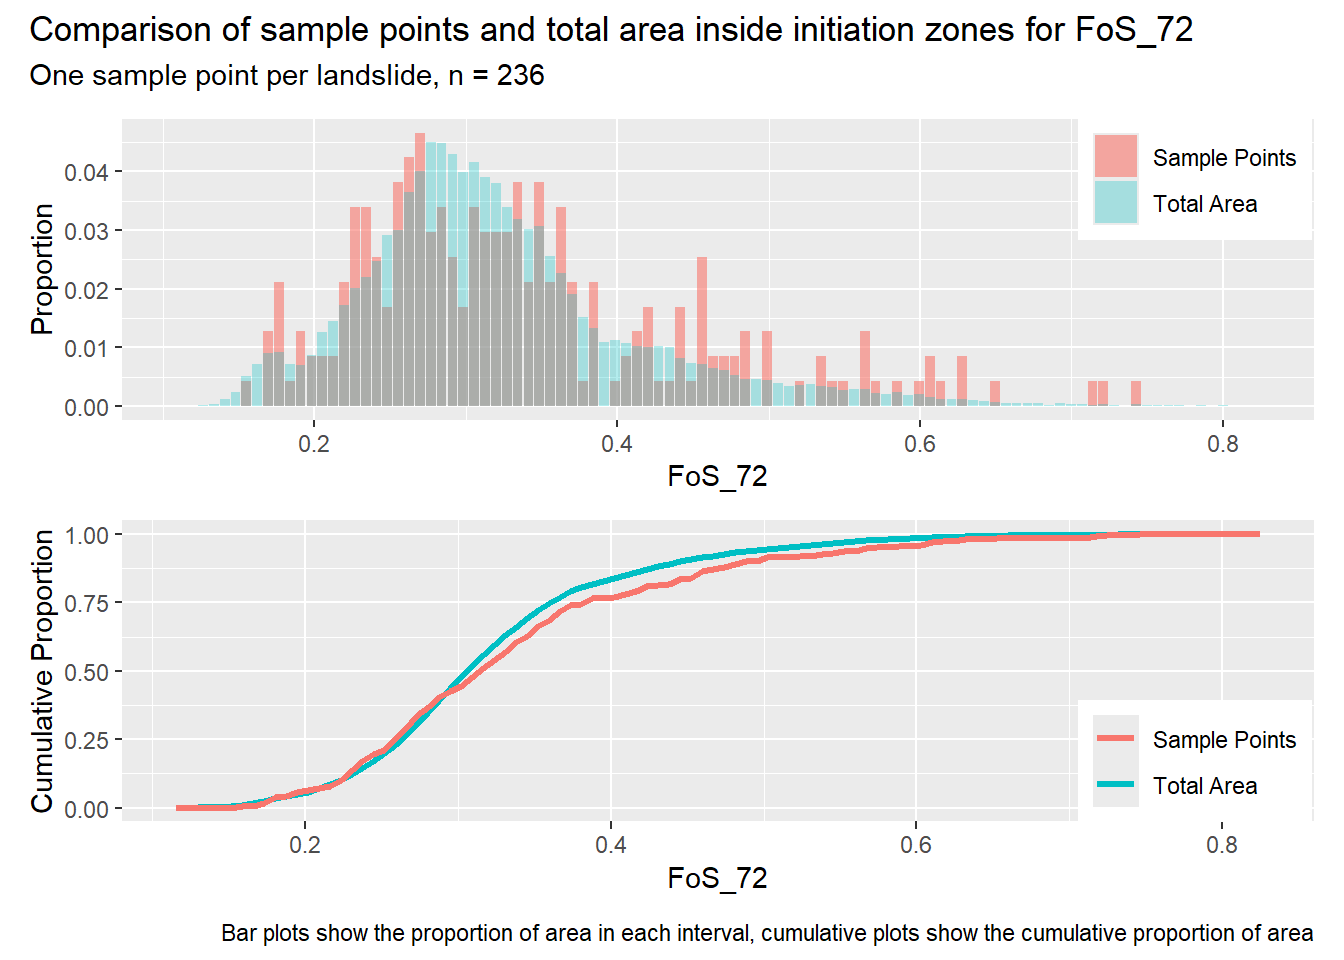 Comparison of sample points and total area inside initiation zones for FoS_72
One sample point per landslide, n = 236
Sample Points
Total Area
0.04
0.03
0.02
0.01
0.00
Proportion
0.2 0.4 0.6 0.8
FoS_72
1.00
0.75
0.50
0.25
0.00
Cumulative Proportion
Sample Points
Total Area
0.2 0.4 0.6 0.8
FoS_72
Bar plots show the proportion of area in each interval, cumulative plots show the cumulative proportion of area